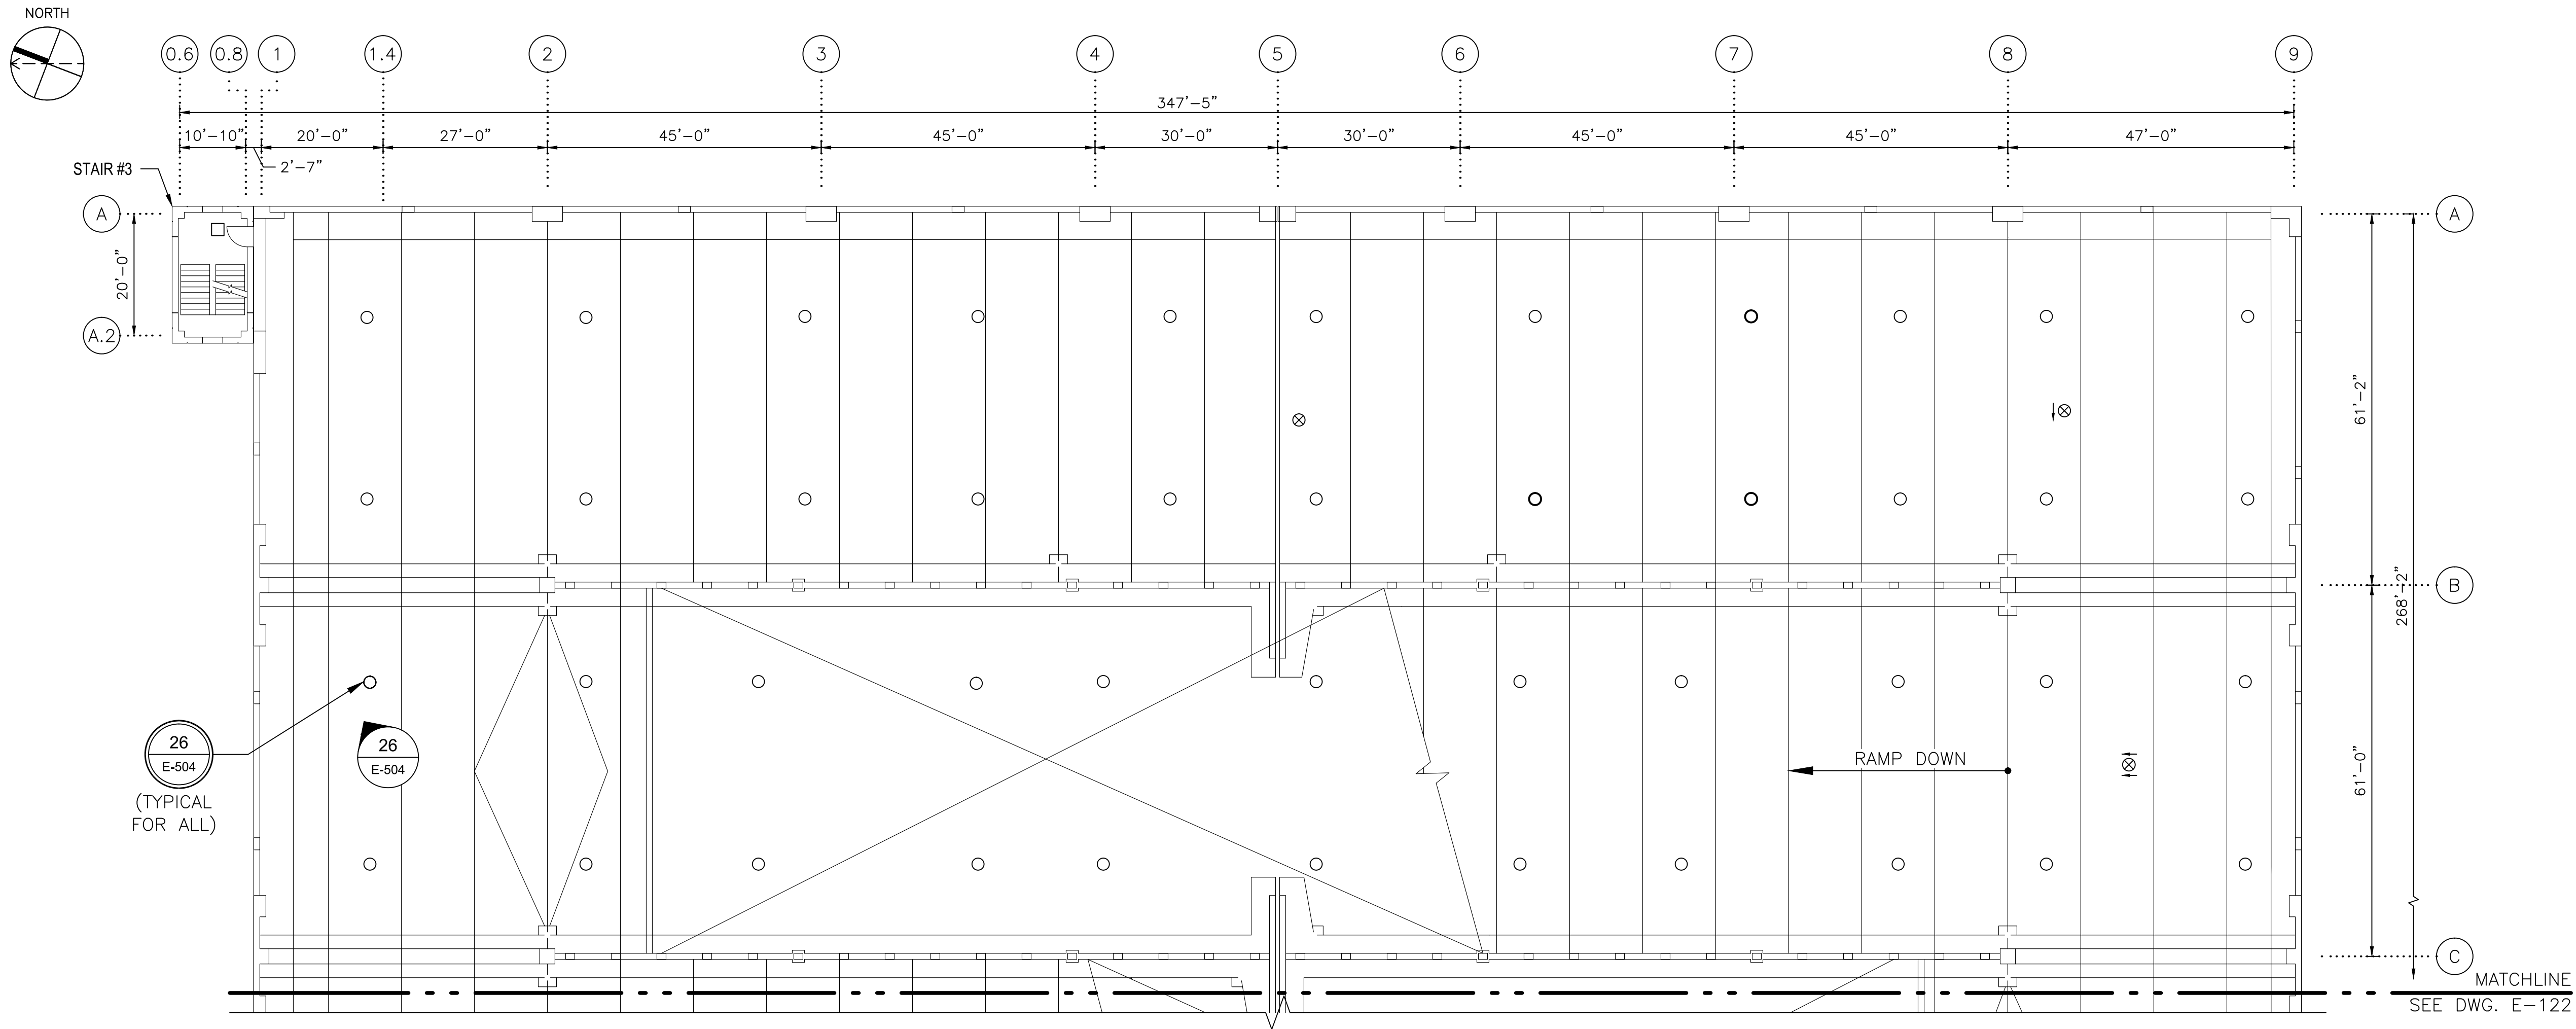 NORTH
0.6 0.8 1 1.4 2 3 4 5 6 7 8 9
347'-5"
10'-10" 20'-0" 27'-0" 45'-0" 45'-0" 30'-0" 30'-0" 45'-0" 45'-0" 47'-0"
2'-7"
STAIR #3
A
A
20'-0"
A.2
61'-2"
B
268'-2"
61'-0"
26
E-504
(TYPICAL
FOR ALL)
26
E-504
RAMP DOWN
C
MATCHLINE
SEE DWG. E-122